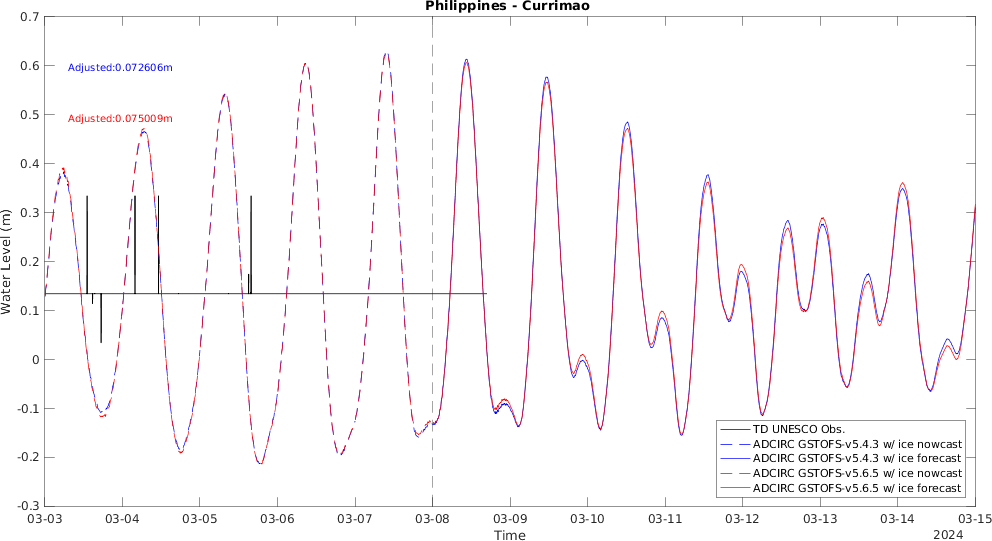 Philippines - Currimao
0.7
0.6
0.5
0.4
0.3
0.2
0.1
0
-0.1
-0.2
-0.3
Water Level (m)
Adjusted:0.072606m
Adjusted:0.075009m
TD UNESCO Obs.
ADCIRC GSTOFS-v5.4.3 w/ ice nowcast
ADCIRC GSTOFS-v5.4.3 w/ ice forecast
ADCIRC GSTOFS-v5.6.5 w/ ice nowcast
ADCIRC GSTOFS-v5.6.5 w/ ice forecast
03-03 03-04 03-05 03-06 03-07 03-08 03-09 03-10 03-11 03-12 03-13 03-14 03-15
Time
2024